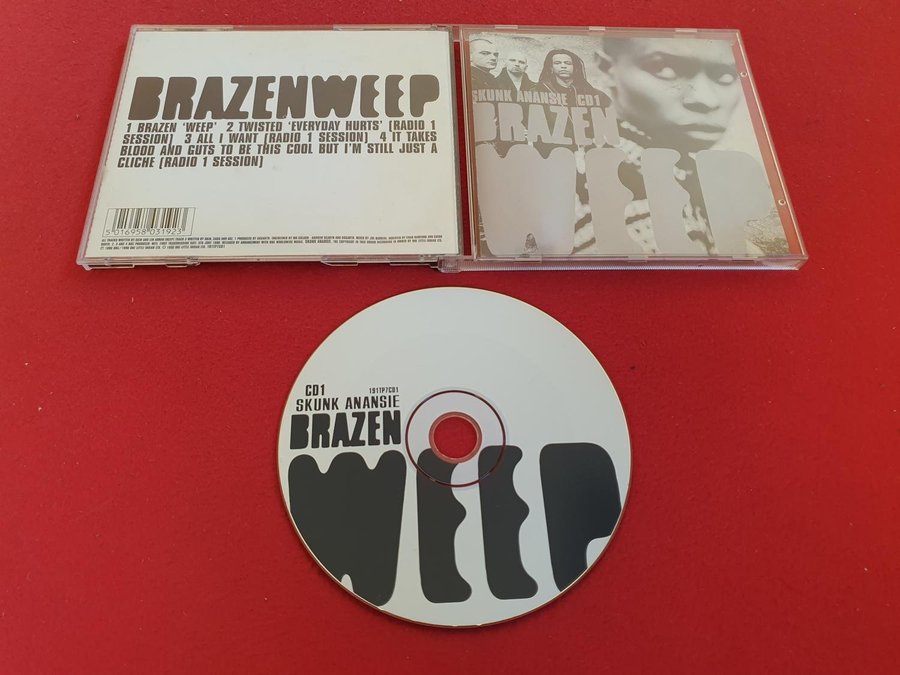 BRAZENWEEP
1 BRAZEN 'WEEP' 2 TWISTED 'EVERYDAY HURTS' [RADIO 1
SESSION] 3 ALL I WANT [RADIO 1 SESSION] 4 IT TAKES
BLOOD AND GUTS TO BE THIS COOL BUT I'M STILL JUST A
CLICHE [RADIO 1 SESSION]
5 016958 031923
SKUNK ANANSIE CD1
BRAZEN
WEEP
CD1 191TP7CD1
SKUNK ANANSIE
BRAZEN
WEEP